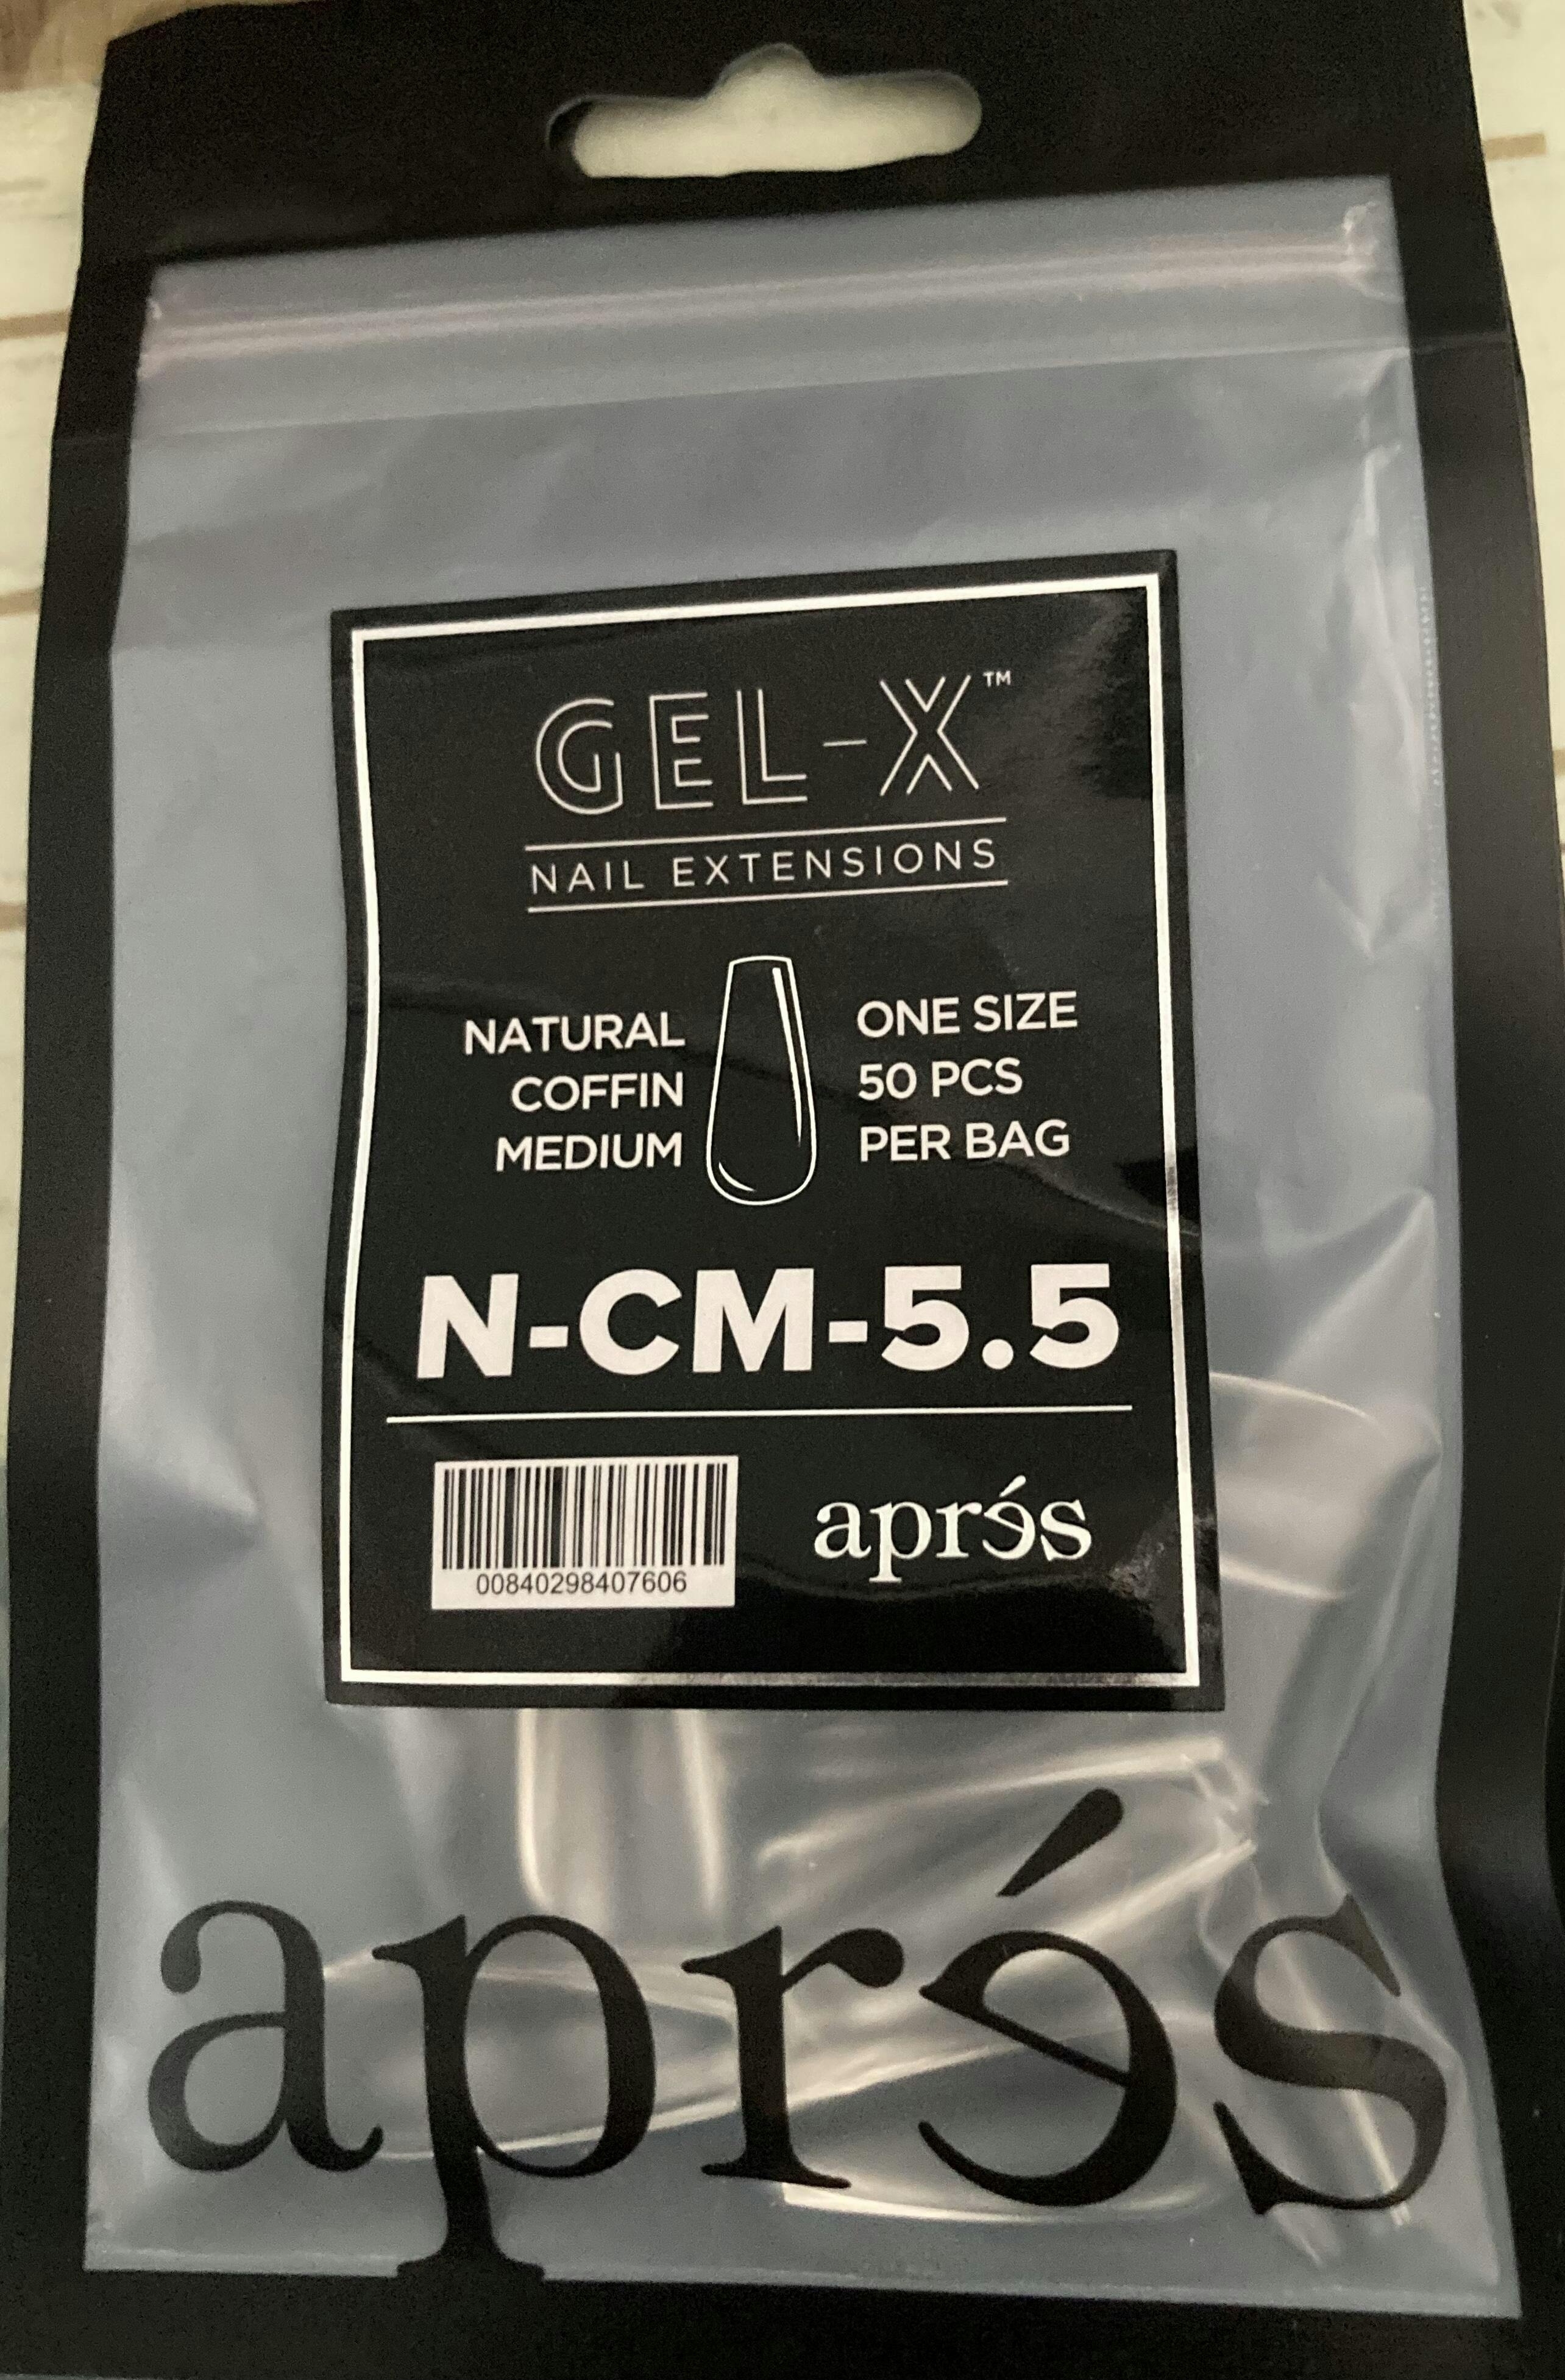 GEL-X™
NAIL EXTENSIONS
NATURAL
COFFIN
MEDIUM
ONE SIZE
50 PCS
PER BAG
N-CM-5.5
00840298407606
aprés
aprés